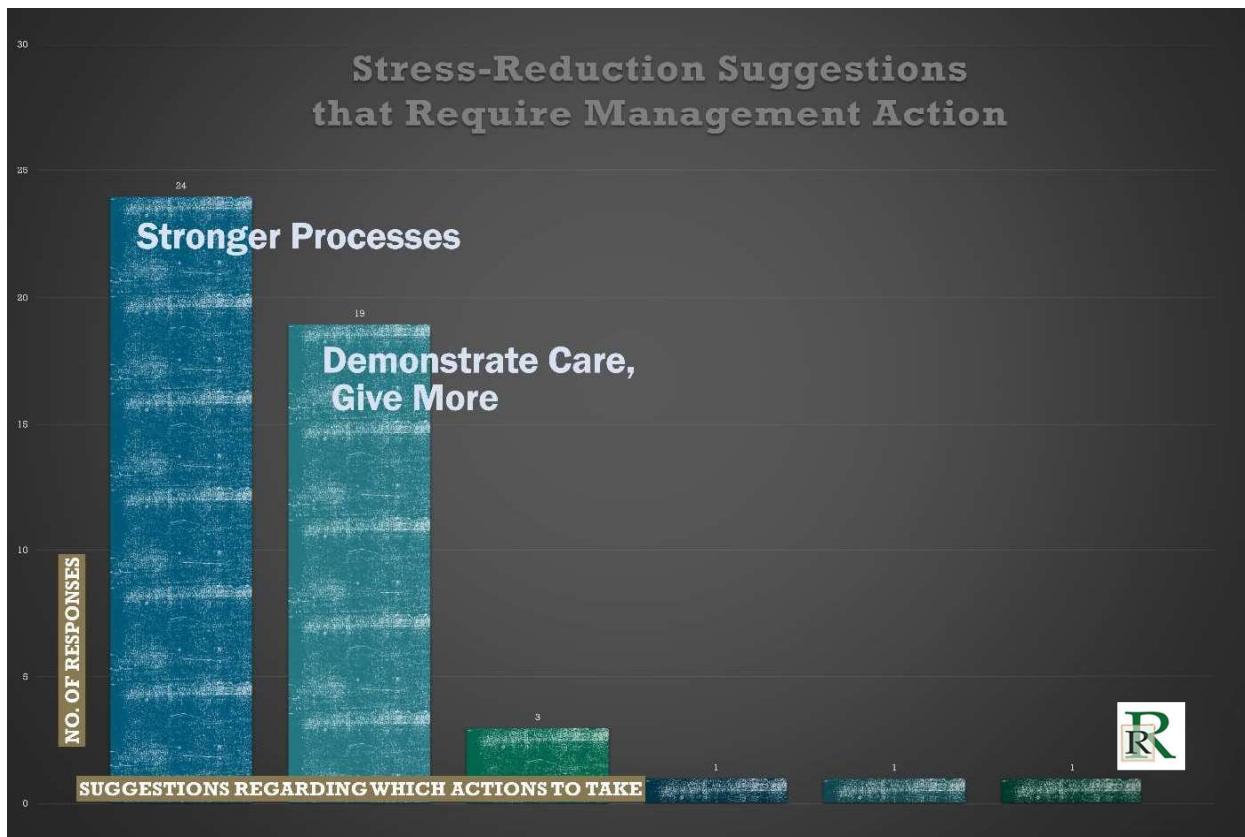 30
Stress-Reduction Suggestions
that Require Management Action
25
24
Stronger Processes
20
19
Demonstrate Care,
Give More
15
10
NO. OF RESPONSES
5
3
1
1
1
SUGGESTIONS REGARDING WHICH ACTIONS TO TAKE
0
R
R